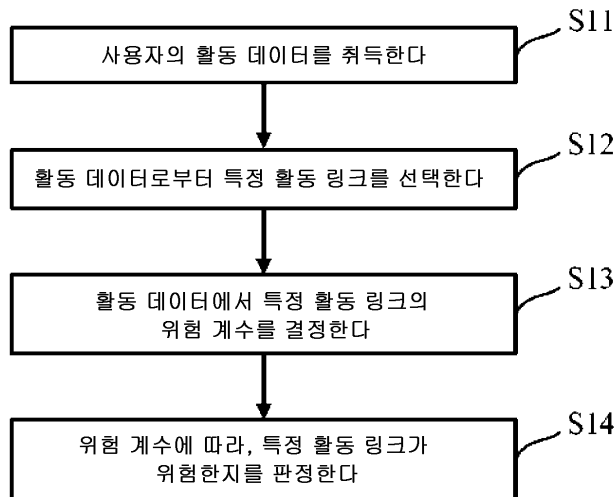 S11
사용자의 활동 데이터를 취득한다
S12
활동 데이터로부터 특정 활동 링크를 선택한다
S13
활동 데이터에서 특정 활동 링크의
위험 계수를 결정한다
S14
위험 계수에 따라, 특정 활동 링크가
위험한지를 판정한다